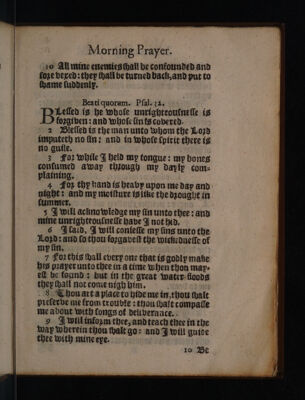 Morning Prayer.
10 All mine enemies shall be confounded and
sore vexed: they shall be turned back, and put to
shame suddenly.
Beati quorum. Psal. 32.
Blessed is he whose unrighteousnesse is
forgiven: and whose sin is covered.
2 Blessed is the man unto whom the Lord
imputeth no sin: and in whose spirit there is
no guile.
3 For while I held my tongue: my bones
consumed away through my dayly com-
plaining.
4 For thy hand is heavy upon me day and
night: and my moisture is like the drought in
summer.
5 I will acknowledge my sin unto thee: and
mine unrighteousnesse have I not hid.
6 I said, I will confesse my sins unto the
Lord: and so thou forgavest the wickednesse of
my sin.
7 For this shall every one that is godly make
his prayer unto thee in a time when thou may-
est be found: but in the great water-floods
they shall not come nigh him.
8 Thou art a place to hide me in, thou shalt
preserve me from trouble: thou shalt compasse
me about with songs of deliverance.
9 I will inform thee, and teach thee in the
way wherein thou shalt go: and I will guide
thee with mine eye.
10 Be